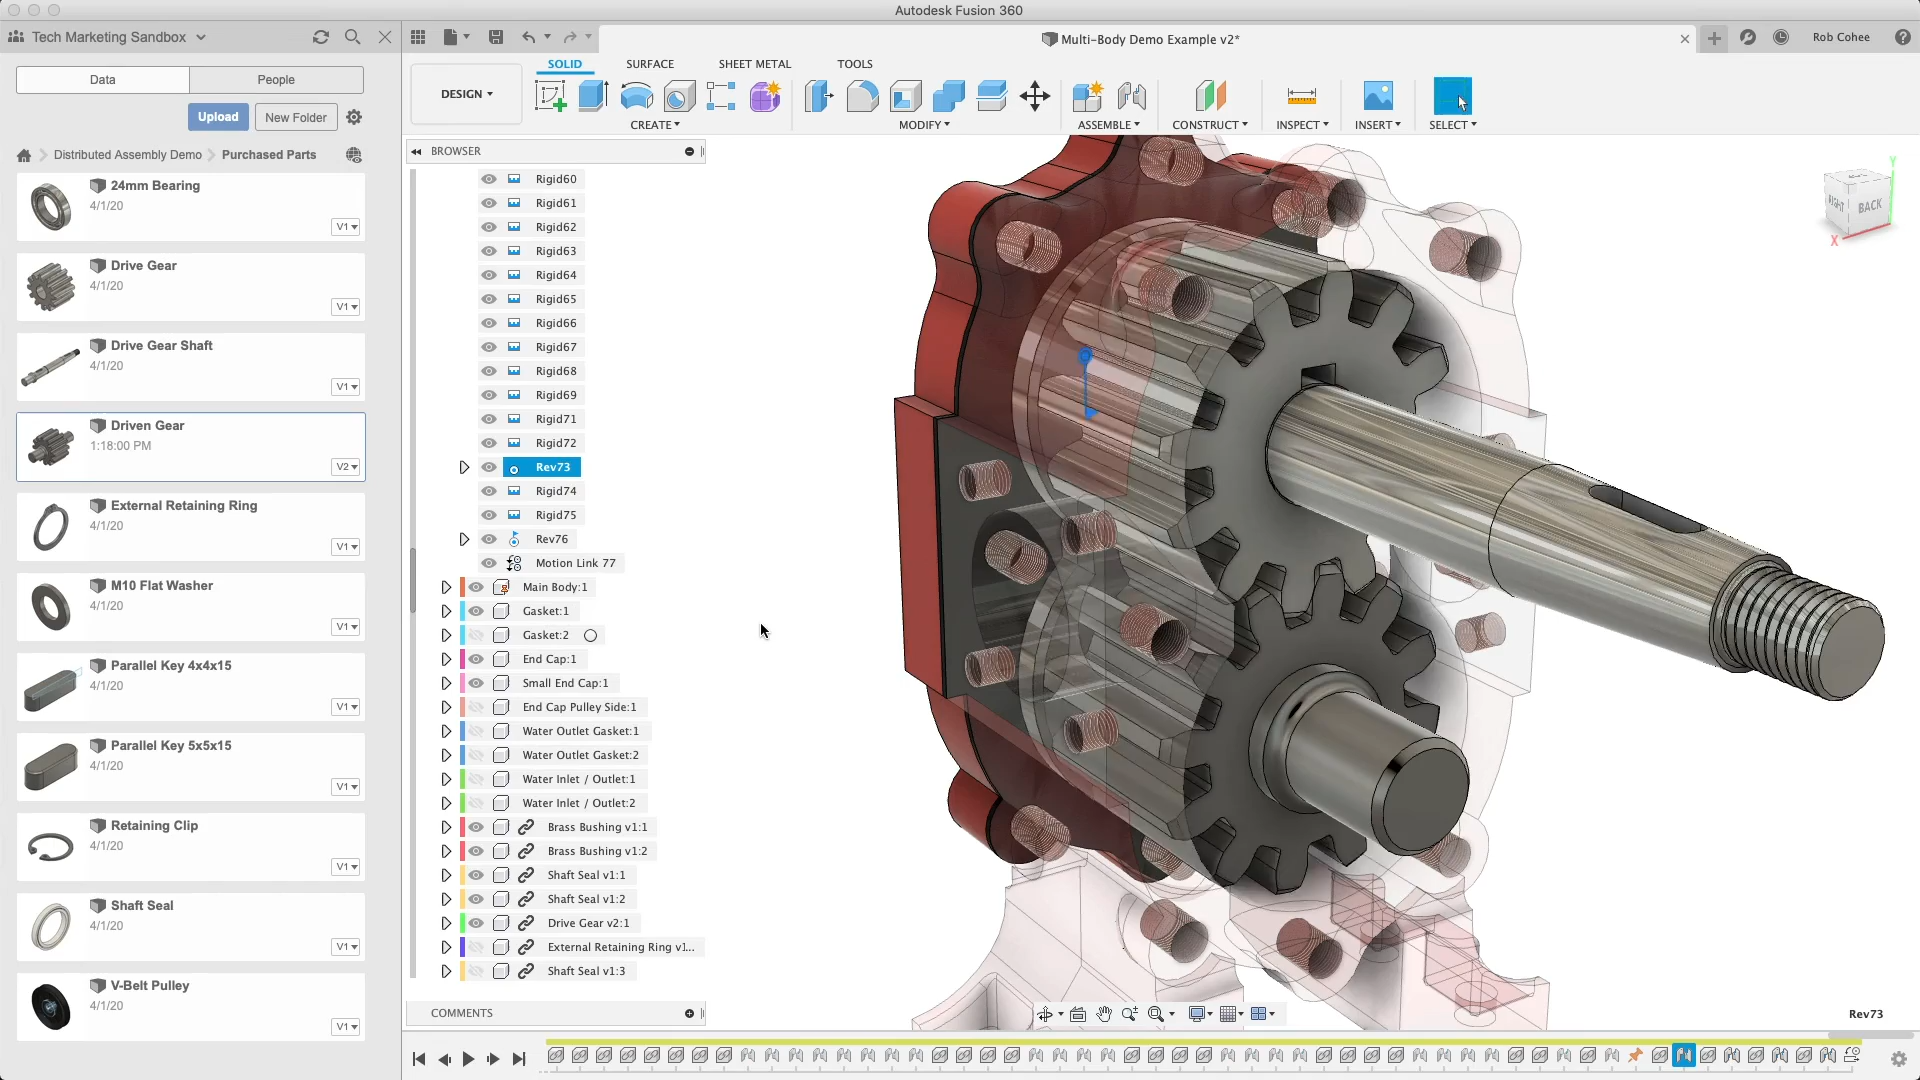 Autodesk Fusion 360
Tech Marketing Sandbox
Multi-Body Demo Example v2*
Rob Cohee
Data
People
Upload
New Folder
Distributed Assembly Demo
Purchased Parts
24mm Bearing
4/1/20
V1
Drive Gear
4/1/20
V1
Drive Gear Shaft
4/1/20
V1
Driven Gear
1:18:00 PM
V2
External Retaining Ring
4/1/20
V1
M10 Flat Washer
4/1/20
V1
Parallel Key 4x4x15
4/1/20
V1
Parallel Key 5x5x15
4/1/20
V1
Retaining Clip
4/1/20
V1
Shaft Seal
4/1/20
V1
V-Belt Pulley
4/1/20
V1
DESIGN
SOLID
SURFACE
SHEET METAL
TOOLS
CREATE
MODIFY
ASSEMBLE
CONSTRUCT
INSPECT
INSERT
SELECT
BROWSER
Rigid60
Rigid61
Rigid62
Rigid63
Rigid64
Rigid65
Rigid66
Rigid67
Rigid68
Rigid69
Rigid71
Rigid72
Rev73
Rigid74
Rigid75
Rev76
Motion Link 77
Main Body:1
Gasket:1
Gasket:2
End Cap:1
Small End Cap:1
End Cap Pulley Side:1
Water Outlet Gasket:1
Water Outlet Gasket:2
Water Inlet / Outlet:1
Water Inlet / Outlet:2
Brass Bushing v1:1
Brass Bushing v1:2
Shaft Seal v1:1
Shaft Seal v1:2
Drive Gear v2:1
External Retaining Ring v1...
Shaft Seal v1:3
COMMENTS
RIGHT
BACK
Y
X
Rev73